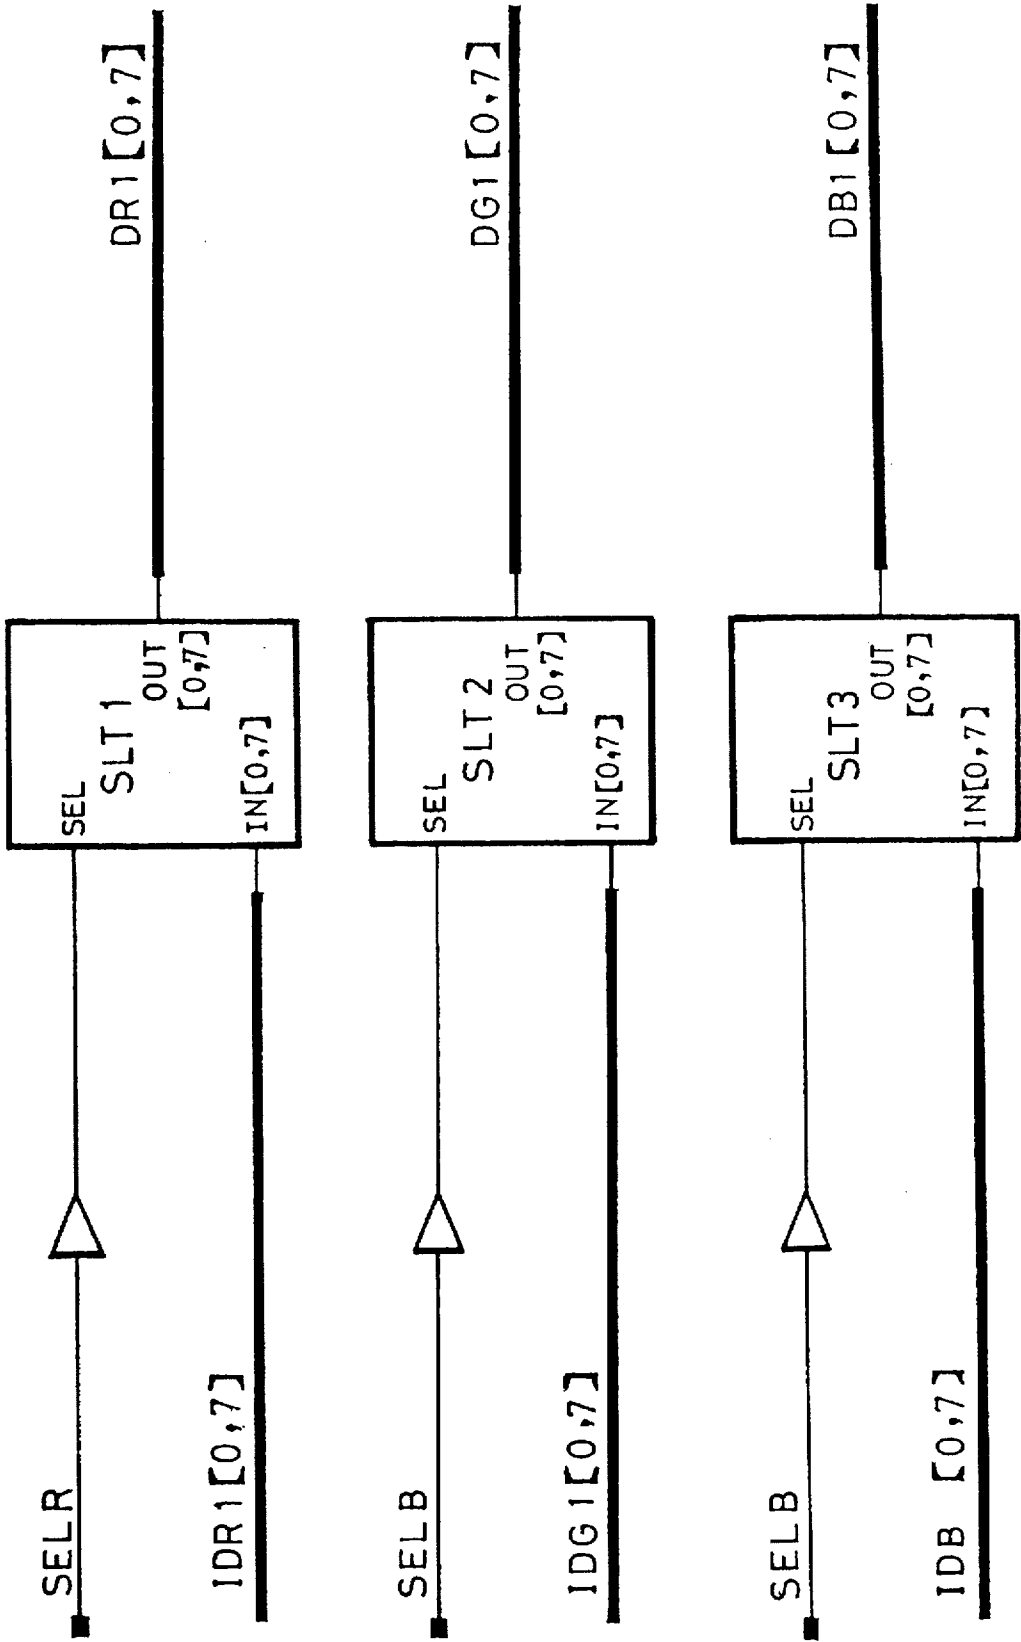 SELR
IDR1[0,7]
SEL
SLT1
OUT
[0,7]
IN[0,7]
DR1[0,7]
SELB
IDG1[0,7]
SEL
SLT2
OUT
[0,7]
IN[0,7]
DG1[0,7]
SELB
IDB [0,7]
SEL
SLT3
OUT
[0,7]
IN[0,7]
DB1[0,7]